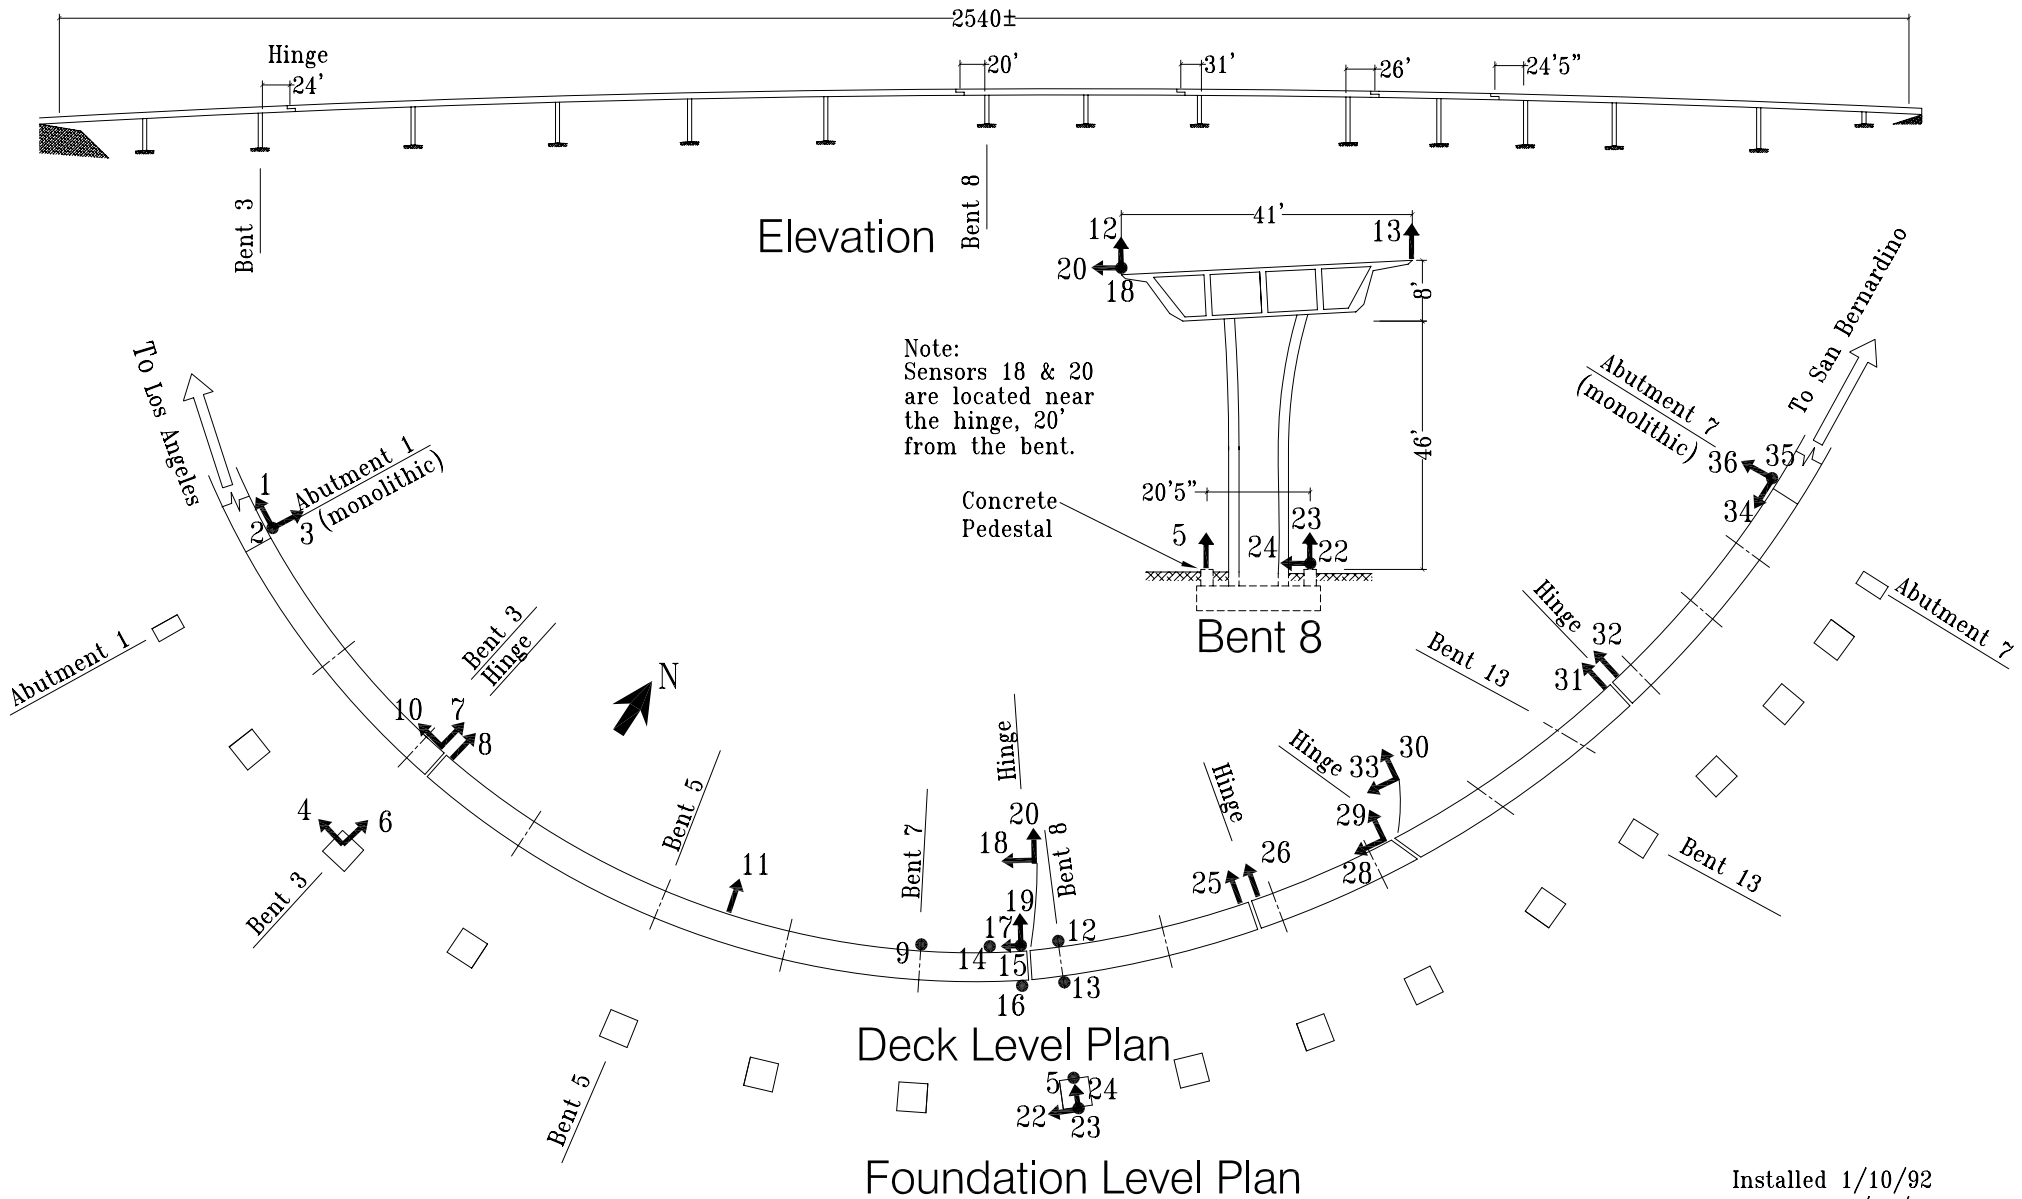 2540±
Hinge
24'
20'
31'
26'
24'5"
Bent 3
Bent 8
Elevation
41'
12
13
20
18
8'
46'
Note:
Sensors 18 & 20
are located near
the hinge, 20'
from the bent.
Concrete
Pedestal
20'5"
5
23
24
22
Bent 8
To Los Angeles
To San Bernardino
1
2
3
Abutment 1
(monolithic)
Abutment 7
(monolithic)
36
35
34
Abutment 1
Abutment 7
Bent 3
Hinge
N
10
7
8
Hinge
32
31
Bent 13
4
6
Bent 3
Bent 5
11
Bent 7
Hinge
20
18
Bent 8
19
17
9
14
15
12
16
13
Hinge
25
26
Hinge
33
30
29
28
Bent 13
Deck Level Plan
Bent 5
5
24
22
23
Foundation Level Plan
Installed 1/10/92